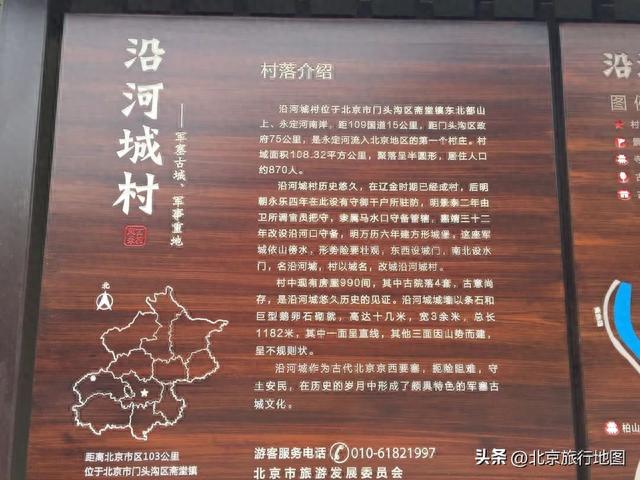 沿河城村
——军塞古城、军事重地
村落介绍
沿河城村位于北京市门头沟区斋堂镇东北部山
上、永定河南岸，距109国道15公里，距门头沟区政
府75公里，是永定河流入北京地区的第一个村庄。村
域面积108.32平方公里，聚落呈半圆形，居住人口
约870人。
沿河城村历史悠久，在辽金时期已经成村，后明
朝永乐四年在此设有守御千户所驻防，明景泰二年由
卫所调官员把守，隶属马水口守备管辖，嘉靖三十二
年改设沿河口守备，明万历六年建方形城堡。这座军
城依山傍水，形势险要壮观，东西设城门，南北设水
门，名沿河城，村以城名，改城沿河城村。
村中现有房屋990间，其中古院落4套，古意尚
存，是沿河城悠久历史的见证。沿河城城墙以条石和
巨型鹅卵石砌就，高达十几米，宽3余米，总长
1182米，其中一面呈直线，其他三面因山势而建，
呈不规则状。
沿河城作为古代北京京西要塞，扼险阻难，守
土安民，在历史的岁月中形成了颇具特色的军塞古
城文化。
北
距离北京市区103公里
位于北京市门头沟区斋堂镇
游客服务电话 010-61821997
北京市旅游发展委员会
沿
图
村
柏山
头条 @北京旅行地图